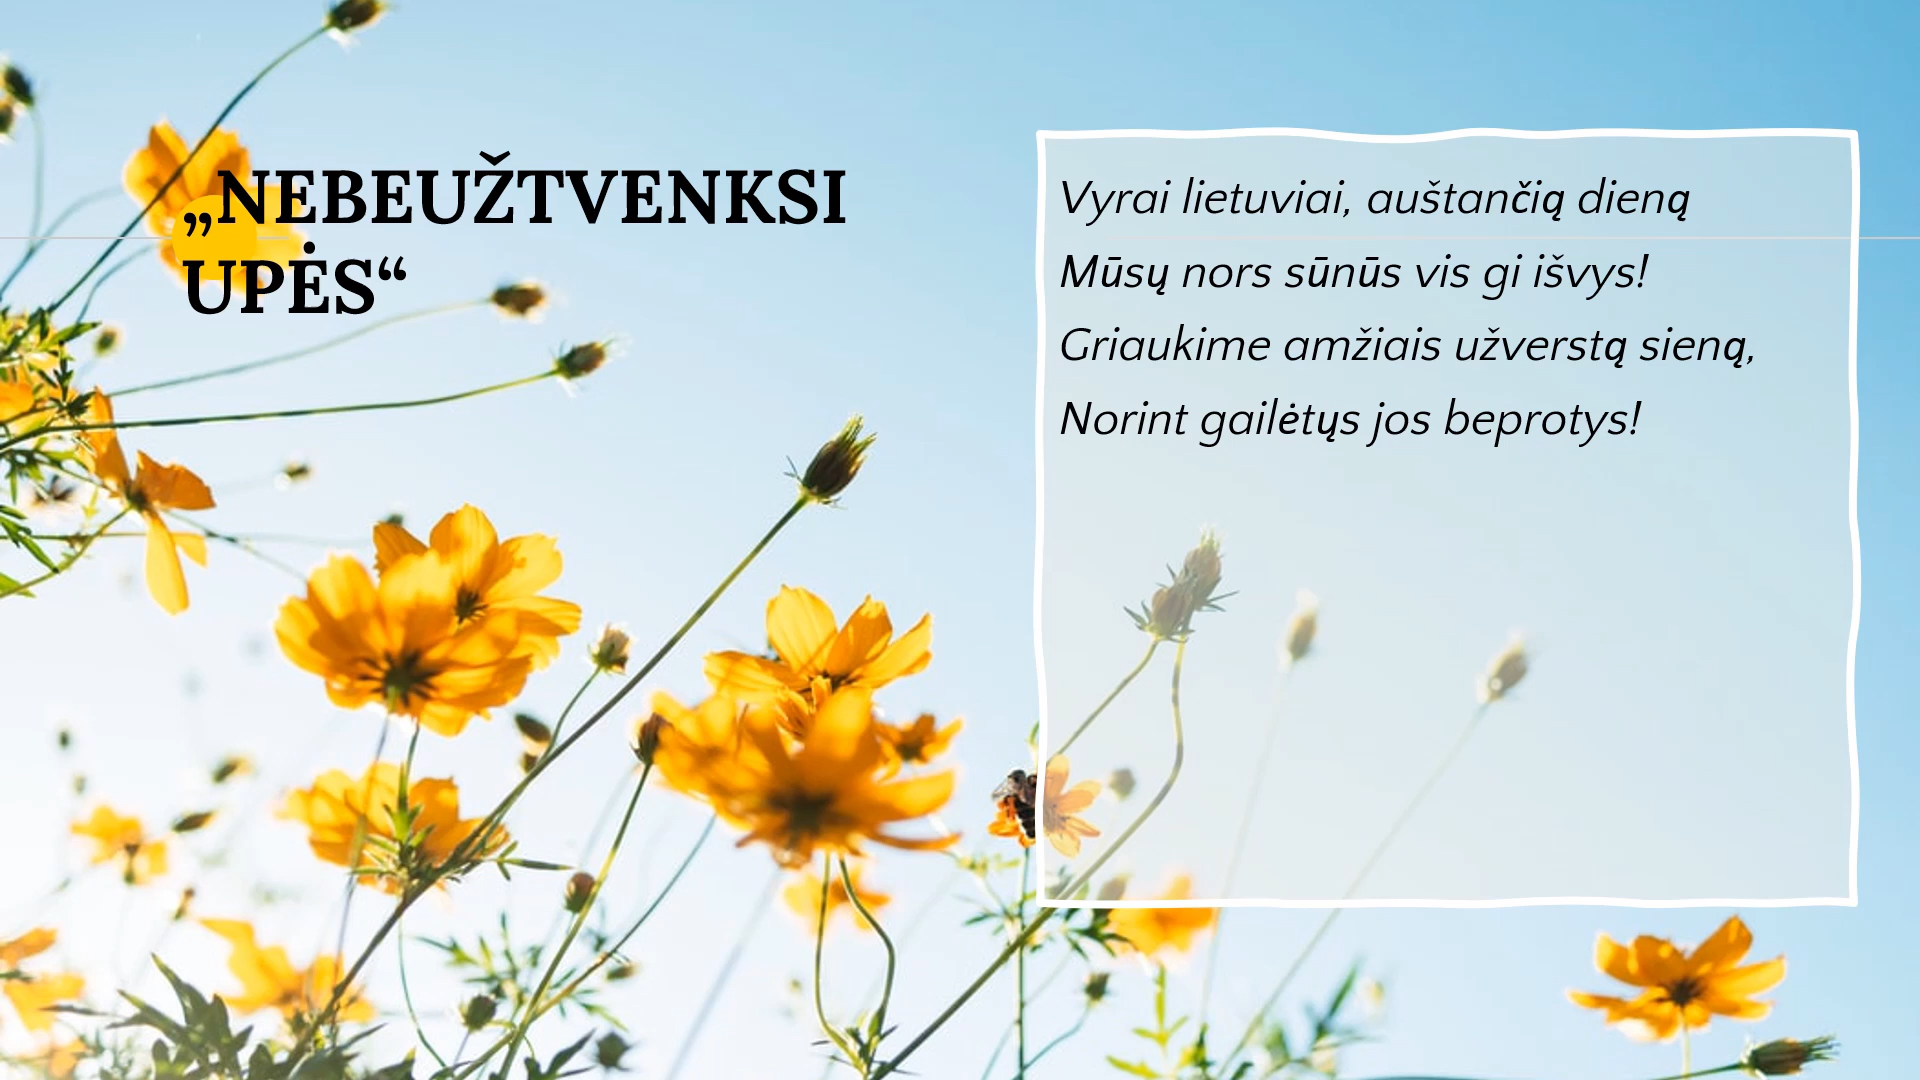 „NEBEUŽTVENKSI
UPĖS“
Vyrai lietuviai, auštančią dieną
Mūsų nors sūnūs vis gi išvys!
Griaukime amžiais užverstą sieną,
Norint gailėtųs jos beprotys!